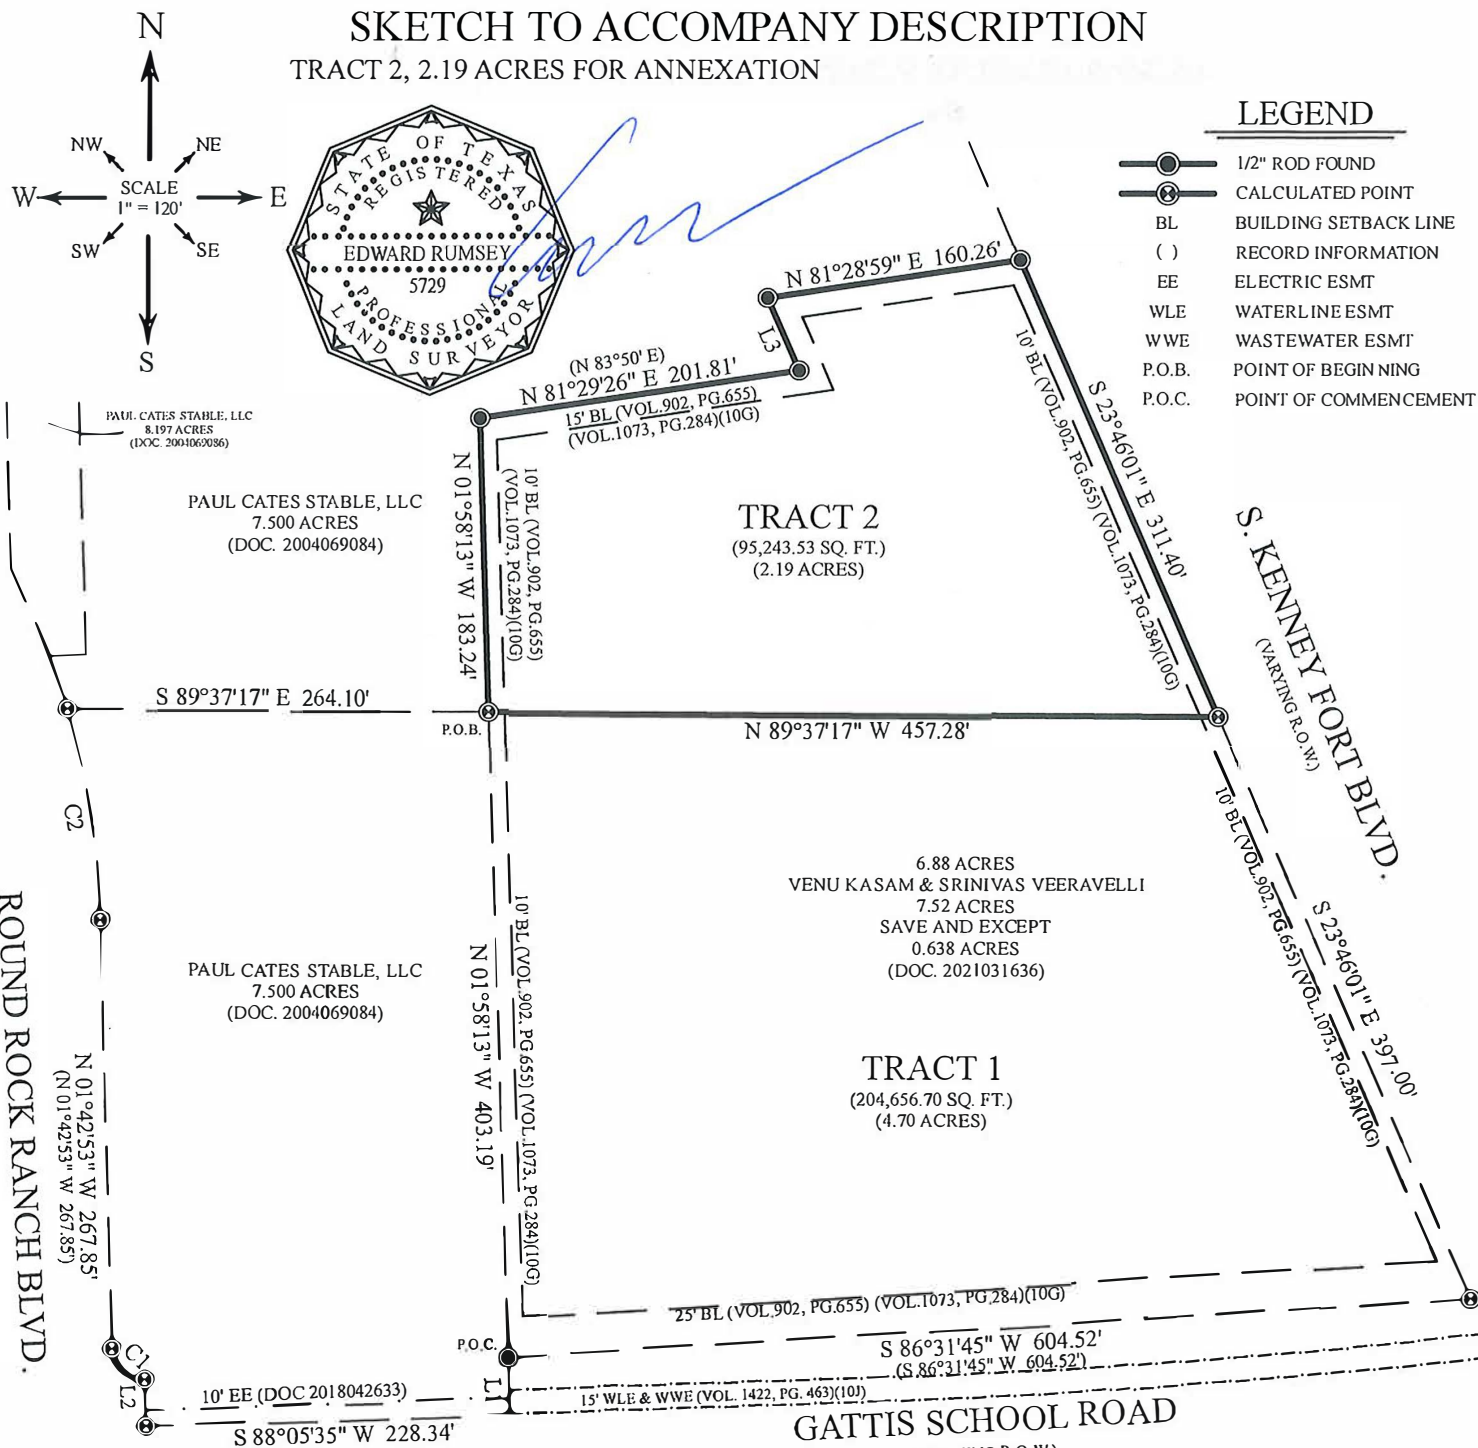 SKETCH TO ACCOMPANY DESCRIPTION
TRACT 2, 2.19 ACRES FOR ANNEXATION
N
NW
NE
W
SCALE
1" = 120'
E
SW
SE
S
STATE OF TEXAS
REGISTERED
EDWARD RUMSEY
5729
PROFESSIONAL
LAND SURVEYOR
LEGEND
1/2" ROD FOUND
CALCULATED POINT
BL BUILDING SETBACK LINE
( ) RECORD INFORMATION
EE ELECTRIC ESMT
WLE WATERLINE ESMT
WWE WASTEWATER ESMT
P.O.B. POINT OF BEGINNING
P.O.C. POINT OF COMMENCEMENT
N 81°28'59" E 160.26'
L3
(N 83°50' E)
N 81°29'26" E 201.81'
15' BL (VOL.902, PG.655)
(VOL.1073, PG.284)(10G)
10' BL (VOL.902, PG.655) (VOL.1073, PG.284)(10G)
S 23°46'01" E 311.40'
PAUL CATES STABLE, LLC
8.197 ACRES
(DOC. 2004069086)
PAUL CATES STABLE, LLC
7.500 ACRES
(DOC. 2004069084)
N 01°58'13" W 183.24'
10' BL (VOL.902, PG.655)
(VOL.1073, PG.284)(10G)
TRACT 2
(95,243.53 SQ. FT.)
(2.19 ACRES)
S. KENNEY FORT BLVD.
(VARYING R.O.W.)
S 89°37'17" E 264.10'
P.O.B.
N 89°37'17" W 457.28'
C2
6.88 ACRES
VENU KASAM & SRINIVAS VEERAVELLI
7.52 ACRES
SAVE AND EXCEPT
0.638 ACRES
(DOC. 2021031636)
10' BL (VOL.902, PG.655) (VOL.1073, PG.284)(10G)
S 23°46'01" E 397.00'
ROUND ROCK RANCH BLVD.
PAUL CATES STABLE, LLC
7.500 ACRES
(DOC. 2004069084)
N 01°58'13" W 403.19'
10' BL (VOL.902, PG.655) (VOL.1073, PG.284)(10G)
TRACT 1
(204,656.70 SQ. FT.)
(4.70 ACRES)
N 01°42'53" W 267.85'
(N 01°42'53" W 267.85')
25' BL (VOL.902, PG.655) (VOL.1073, PG.284)(10G)
P.O.C.
S 86°31'45" W 604.52'
(S 86°31'45" W 604.52')
C1
L2
L1
10' EE (DOC 2018042633)
15' WLE & WWE (VOL. 1422, PG. 463)(10J)
S 88°05'35" W 228.34'
GATTIS SCHOOL ROAD